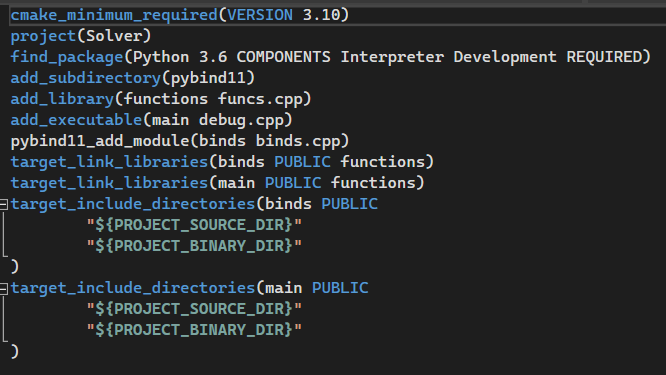 cmake_minimum_required(VERSION 3.10)
project(Solver)
find_package(Python 3.6 COMPONENTS Interpreter Development REQUIRED)
add_subdirectory(pybind11)
add_library(functions funcs.cpp)
add_executable(main debug.cpp)
pybind11_add_module(binds binds.cpp)
target_link_libraries(binds PUBLIC functions)
target_link_libraries(main PUBLIC functions)
target_include_directories(binds PUBLIC
"${PROJECT_SOURCE_DIR}"
"${PROJECT_BINARY_DIR}"
)
target_include_directories(main PUBLIC
"${PROJECT_SOURCE_DIR}"
"${PROJECT_BINARY_DIR}"
)